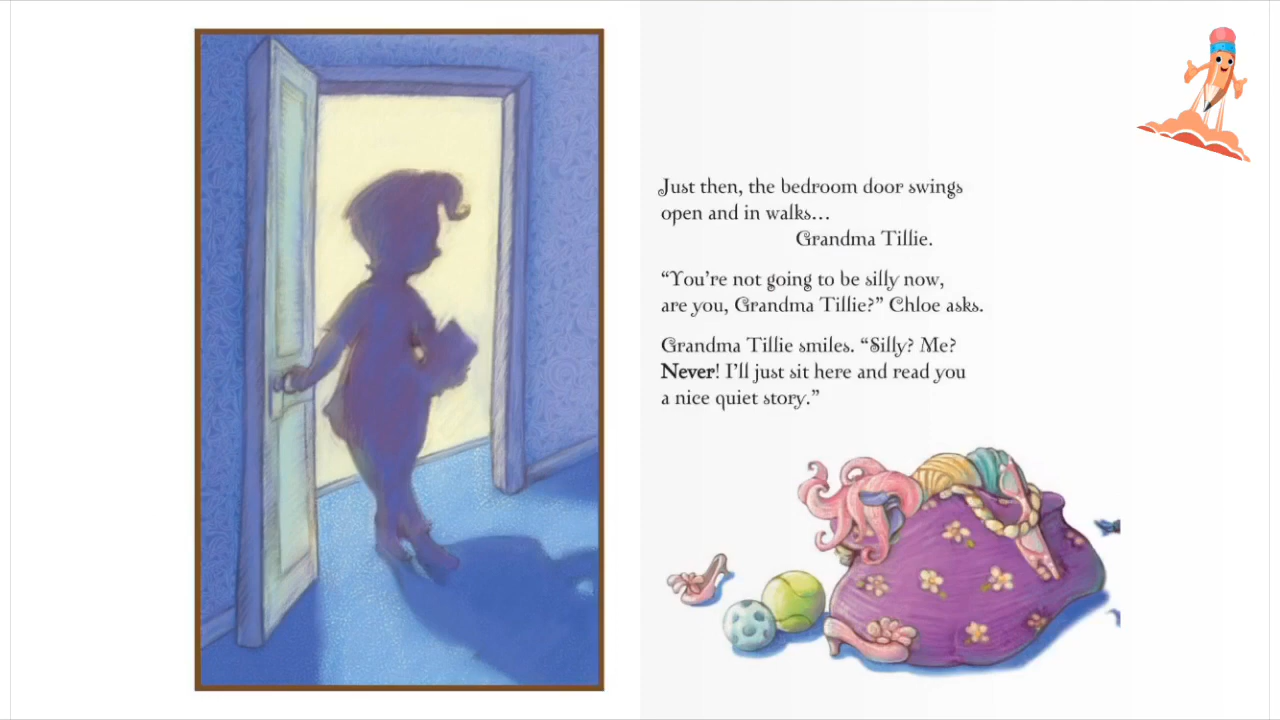 Just then, the bedroom door swings
open and in walks...
Grandma Tillie.
“You’re not going to be silly now,
are you, Grandma Tillie?” Chloe asks.
Grandma Tillie smiles. “Silly? Me?
Never! I’ll just sit here and read you
a nice quiet story.”